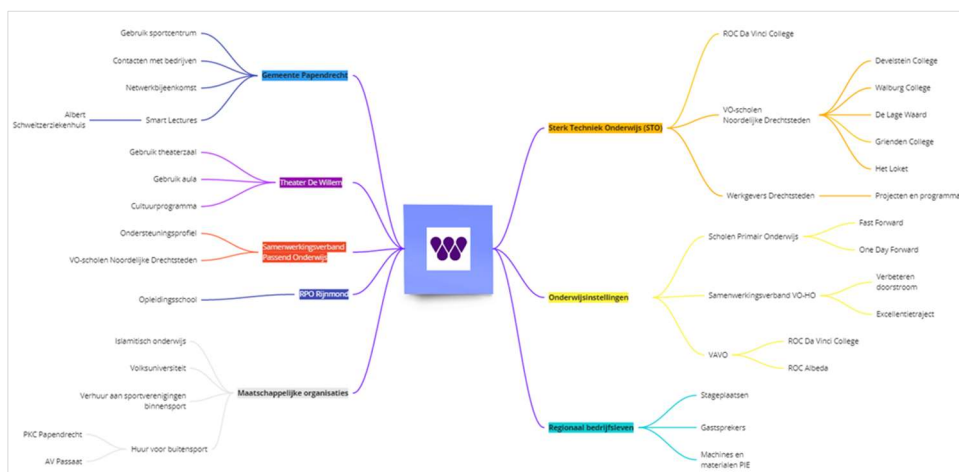 Gebruik sportcentrum
Contacten met bedrijven
Netwerkbijeenkomst
Smart Lectures
Albert
Schweitzerziekenhuis
Gemeente Papendrecht
Gebruik theaterzaal
Gebruik aula
Cultuurprogramma
Theater De Willem
Ondersteuningsprofiel
VO-scholen Noordelijke Drechtsteden
Samenwerkingsverband
Passend Onderwijs
Opleidingsschool
RPO Rijnmond
Islamitisch onderwijs
Volksuniversiteit
Verhuur aan sportverenigingen
binnensport
Huur voor buitensport
PKC Papendrecht
AV Passaat
Maatschappelijke organisaties
Sterk Techniek Onderwijs (STO)
ROC Da Vinci College
VO-scholen
Noordelijke Drechtsteden
Develstein College
Walburg College
De Lage Waard
Grienden College
Het Loket
Werkgevers Drechtsteden
Projecten en programma
Onderwijsinstellingen
Scholen Primair Onderwijs
Fast Forward
One Day Forward
Samenwerkingsverband VO-HO
Verbeteren
doorstroom
Excellentietraject
VAVO
ROC Da Vinci College
ROC Albeda
Regionaal bedrijfsleven
Stageplaatsen
Gastsprekers
Machines en
materialen PIE